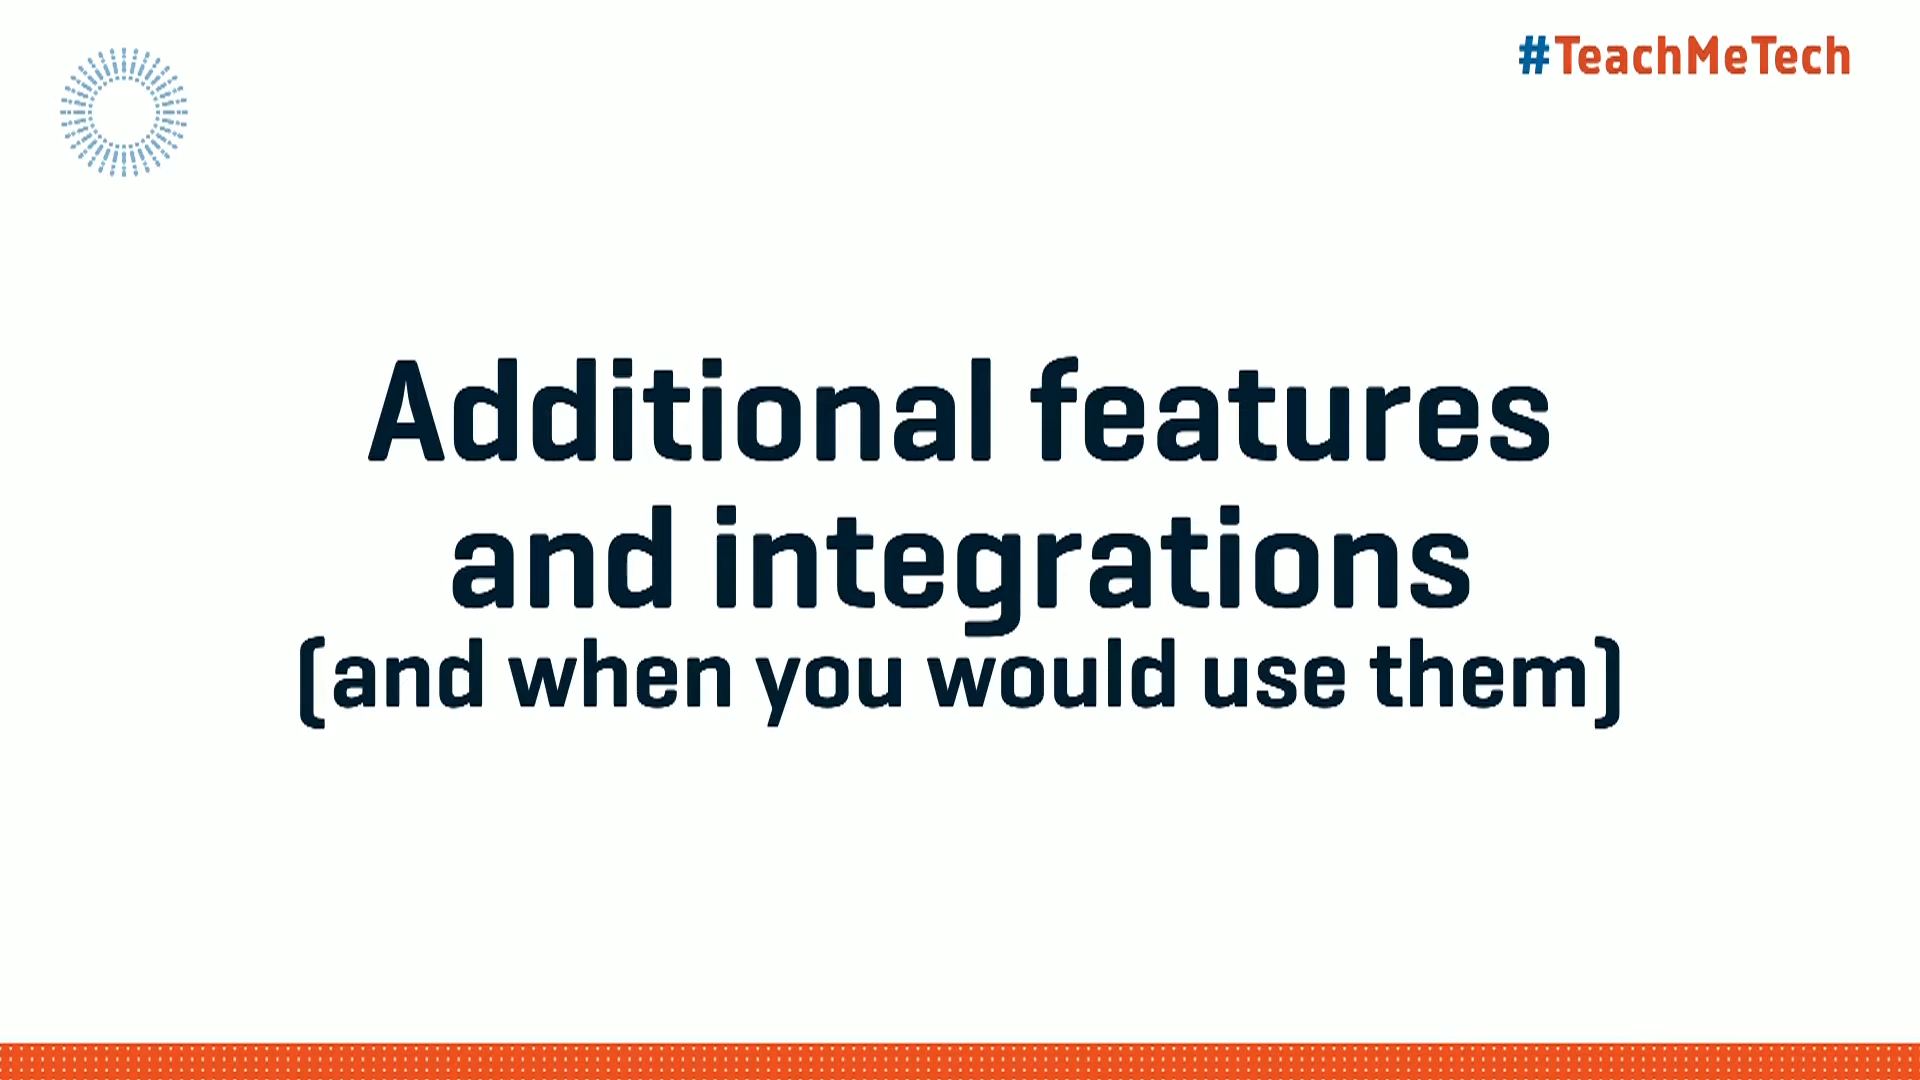 #TeachMeTech
Additional features
and integrations
(and when you would use them)